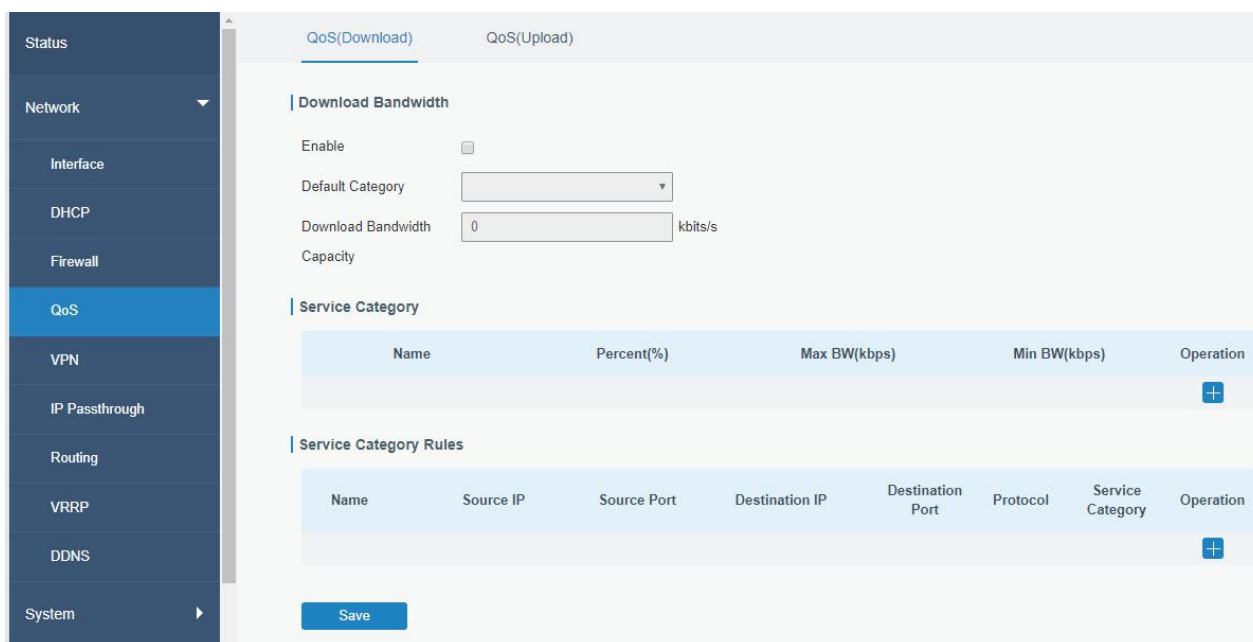 Status
Network
Interface
DHCP
Firewall
QoS
VPN
IP Passthrough
Routing
VRRP
DDNS
System
QoS(Download) QoS(Upload)
Download Bandwidth
Enable
Default Category
Download Bandwidth 0 kbits/s
Capacity
Service Category
Name Percent(%) Max BW(kbps) Min BW(kbps) Operation
Service Category Rules
Name Source IP Source Port Destination IP Destination Port Protocol Service Category Operation
Save